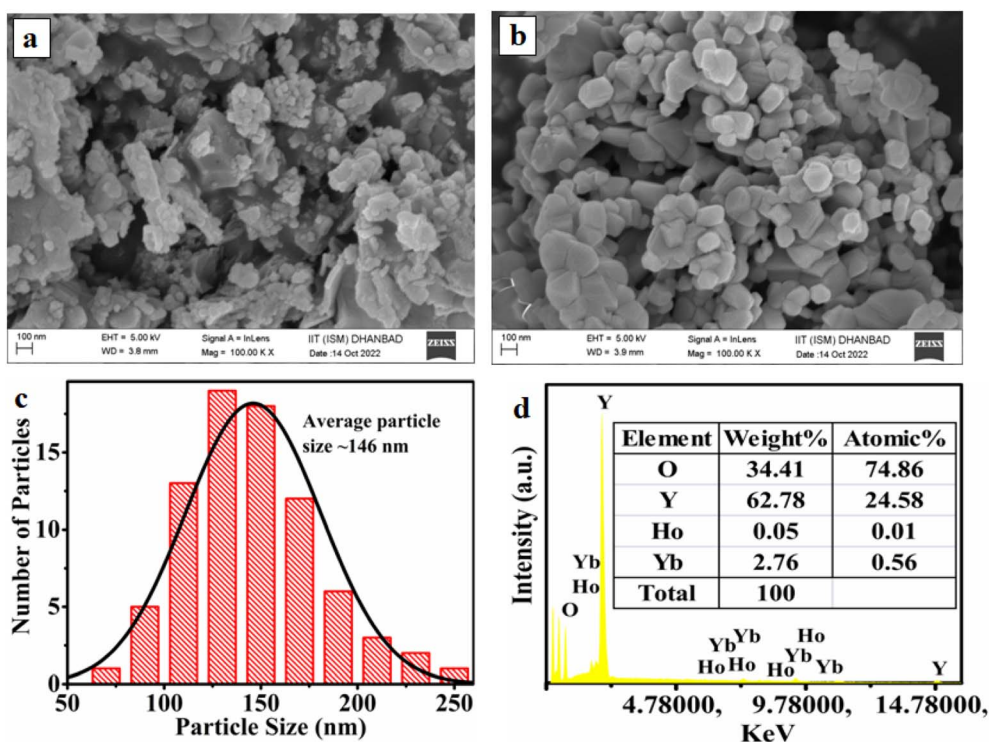 a
100 nm
EHT = 5.00 kV
WD = 3.8 mm
Signal A = InLens
Mag = 100.00 K X
IIT (ISM) DHANBAD
Date :14 Oct 2022
ZEISS
b
100 nm
EHT = 5.00 kV
WD = 3.9 mm
Signal A = InLens
Mag = 100.00 K X
IIT (ISM) DHANBAD
Date :14 Oct 2022
ZEISS
c
Average particle
size ~146 nm
Number of Particles
15
10
5
0
50 100 150 200 250
Particle Size (nm)
d
Y
Element Weight% Atomic%
O 34.41 74.86
Y 62.78 24.58
Ho 0.05 0.01
Yb 2.76 0.56
Total 100
Intensity (a.u.)
Yb
Ho
O
Yb Yb Ho
Ho Ho Ho Yb Yb
Y
4.78000, 9.78000, 14.78000,
KeV